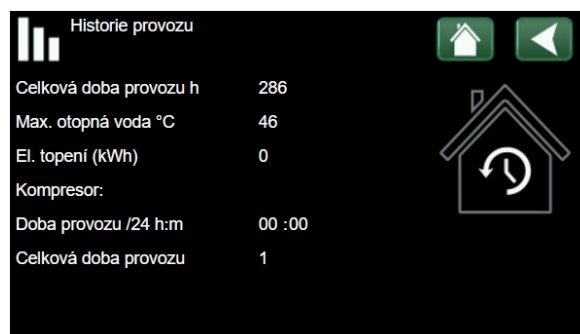 Historie provozu
Celková doba provozu h 286
Max. otopná voda °C 46
El. topení (kWh) 0
Kompresor:
Doba provozu /24 h:m 00 :00
Celková doba provozu 1